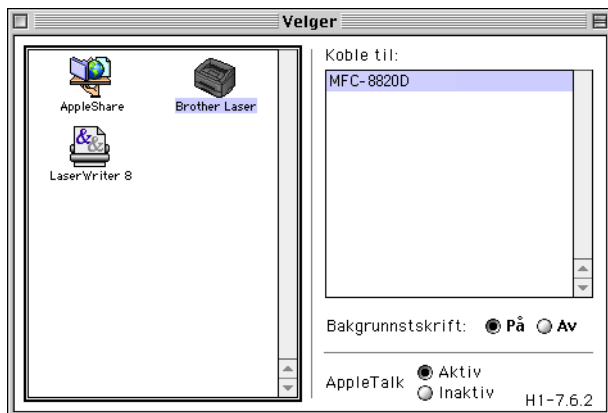 Velger
AppleShare
Brother Laser
LaserWriter 8
Koble til:
MFC-8820D
Bakgrunnstskrift: På Av
AppleTalk
Aktiv
Inaktiv
H1-7.6.2